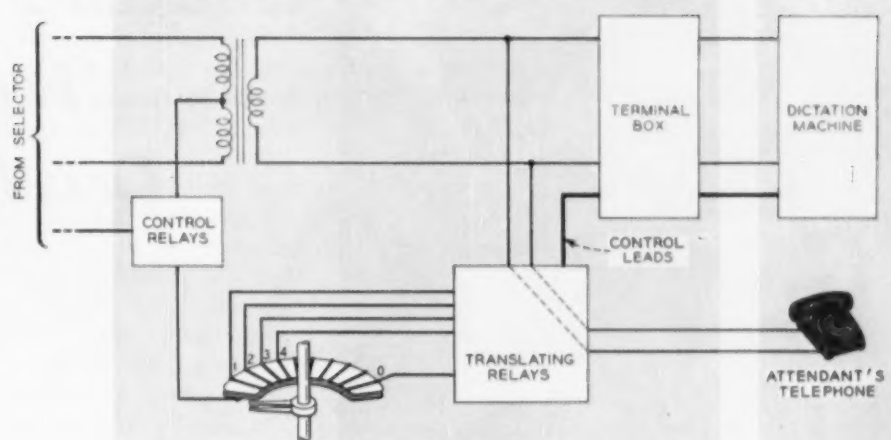 FROM SELECTOR
TERMINAL
BOX
DICTATION
MACHINE
CONTROL
RELAYS
CONTROL
LEADS
1 2 3 4 0
TRANSLATING
RELAYS
ATTENDANT'S
TELEPHONE